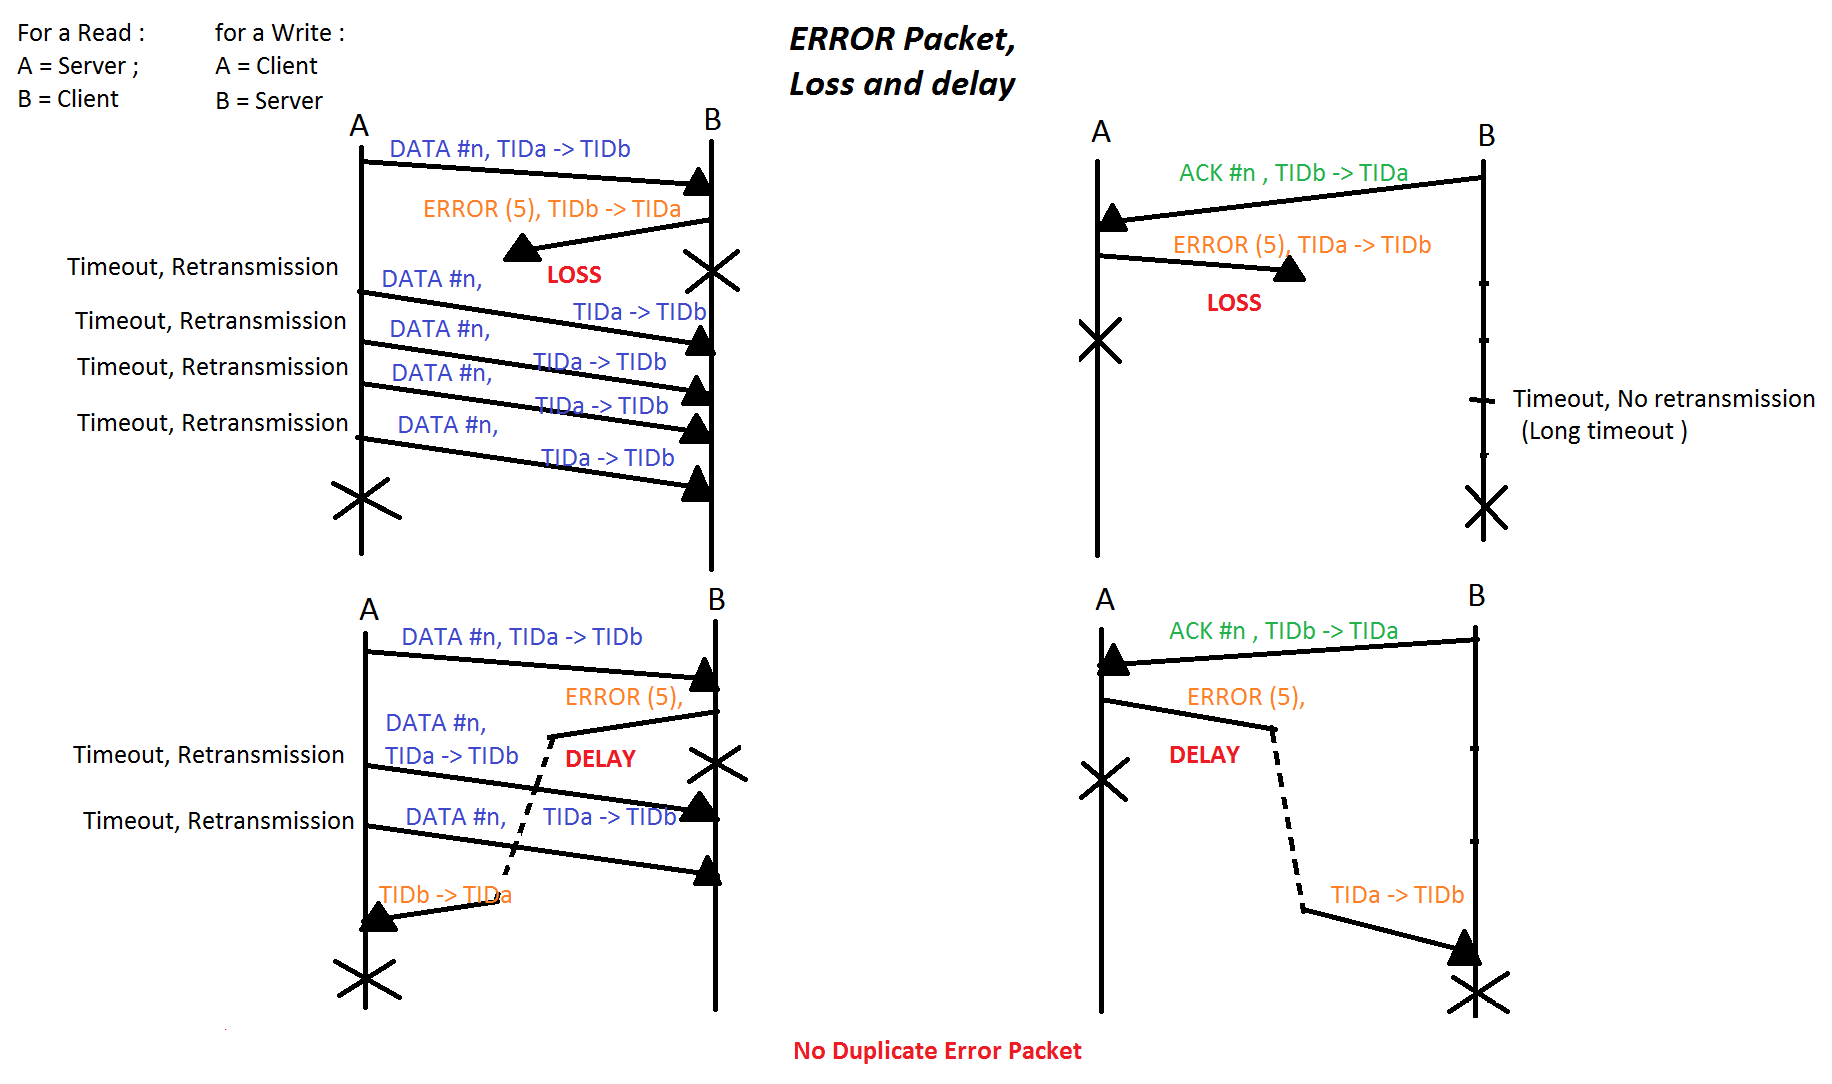 For a Read :
A = Server ;
B = Client
for a Write :
A = Client
B = Server
ERROR Packet,
Loss and delay
A
B
DATA #n, TIDa -> TIDb
ERROR (5), TIDb -> TIDa
LOSS
Timeout, Retransmission
DATA #n,
TIDa -> TIDb
Timeout, Retransmission
DATA #n,
TIDa -> TIDb
Timeout, Retransmission
DATA #n,
TIDa -> TIDb
Timeout, Retransmission
DATA #n,
TIDa -> TIDb
A
B
ACK #n , TIDb -> TIDa
ERROR (5), TIDa -> TIDb
LOSS
Timeout, No retransmission
(Long timeout )
A
B
DATA #n, TIDa -> TIDb
ERROR (5),
DELAY
DATA #n,
TIDa -> TIDb
Timeout, Retransmission
Timeout, Retransmission
DATA #n,
TIDa -> TIDb
TIDb -> TIDa
A
B
ACK #n , TIDb -> TIDa
ERROR (5),
DELAY
TIDa -> TIDb
No Duplicate Error Packet